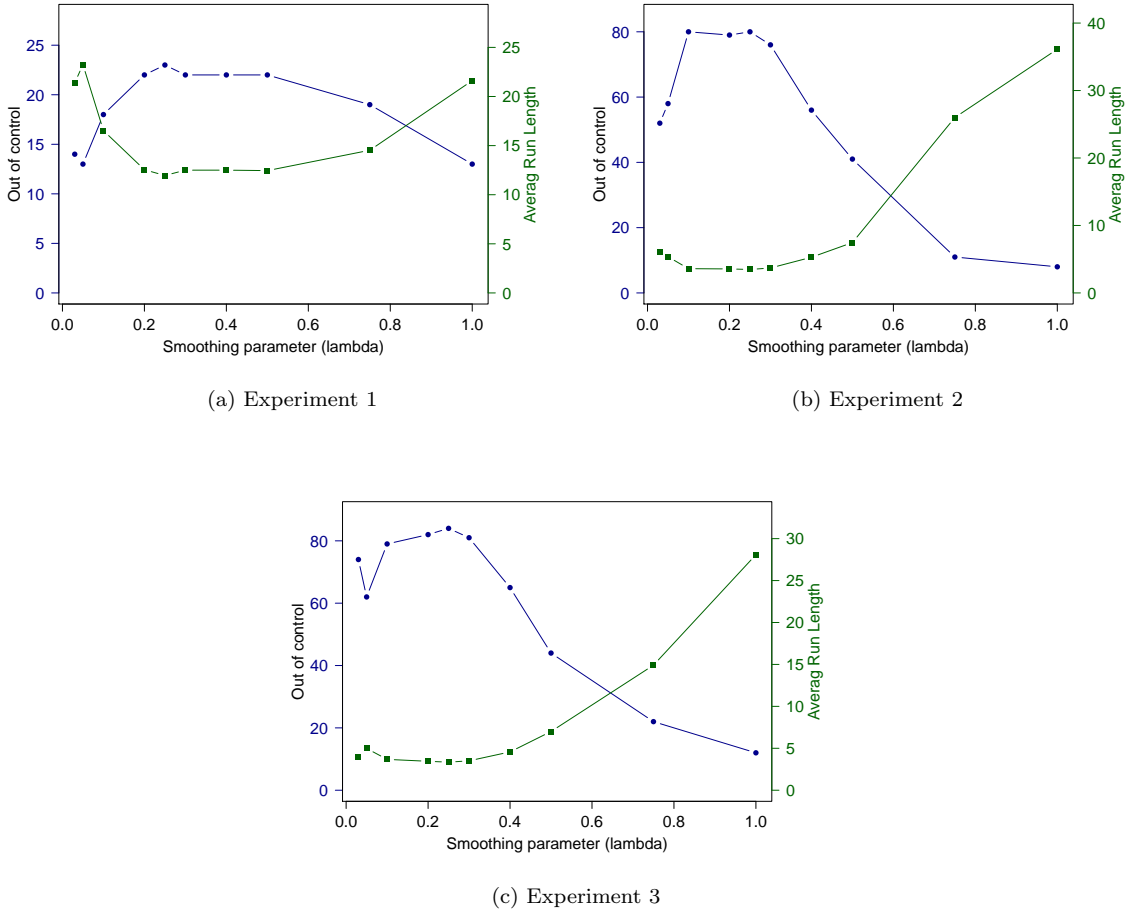 25
20
15
10
5
0
Out of control
25
20
15
10
5
0
Averag Run Length
0.0 0.2 0.4 0.6 0.8 1.0
Smoothing parameter (lambda)
(a) Experiment 1
80
60
40
20
0
Out of control
40
30
20
10
0
Averag Run Length
0.0 0.2 0.4 0.6 0.8 1.0
Smoothing parameter (lambda)
(b) Experiment 2
80
60
40
20
0
Out of control
30
25
20
15
10
5
0
Averag Run Length
0.0 0.2 0.4 0.6 0.8 1.0
Smoothing parameter (lambda)
(c) Experiment 3